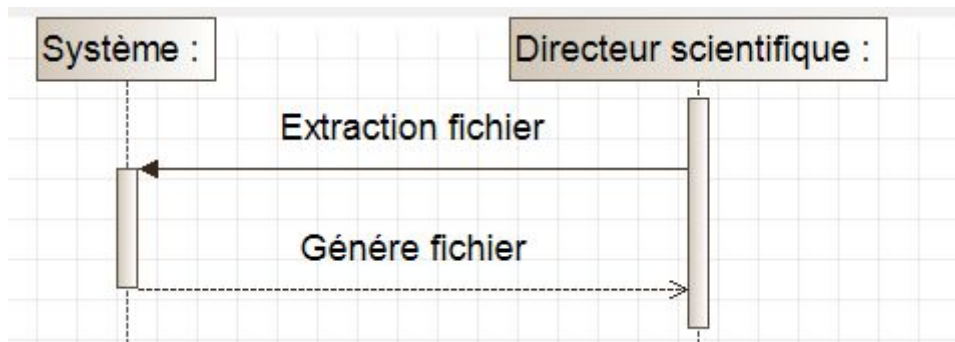 Système :
Directeur scientifique :
Extraction fichier
Génére fichier